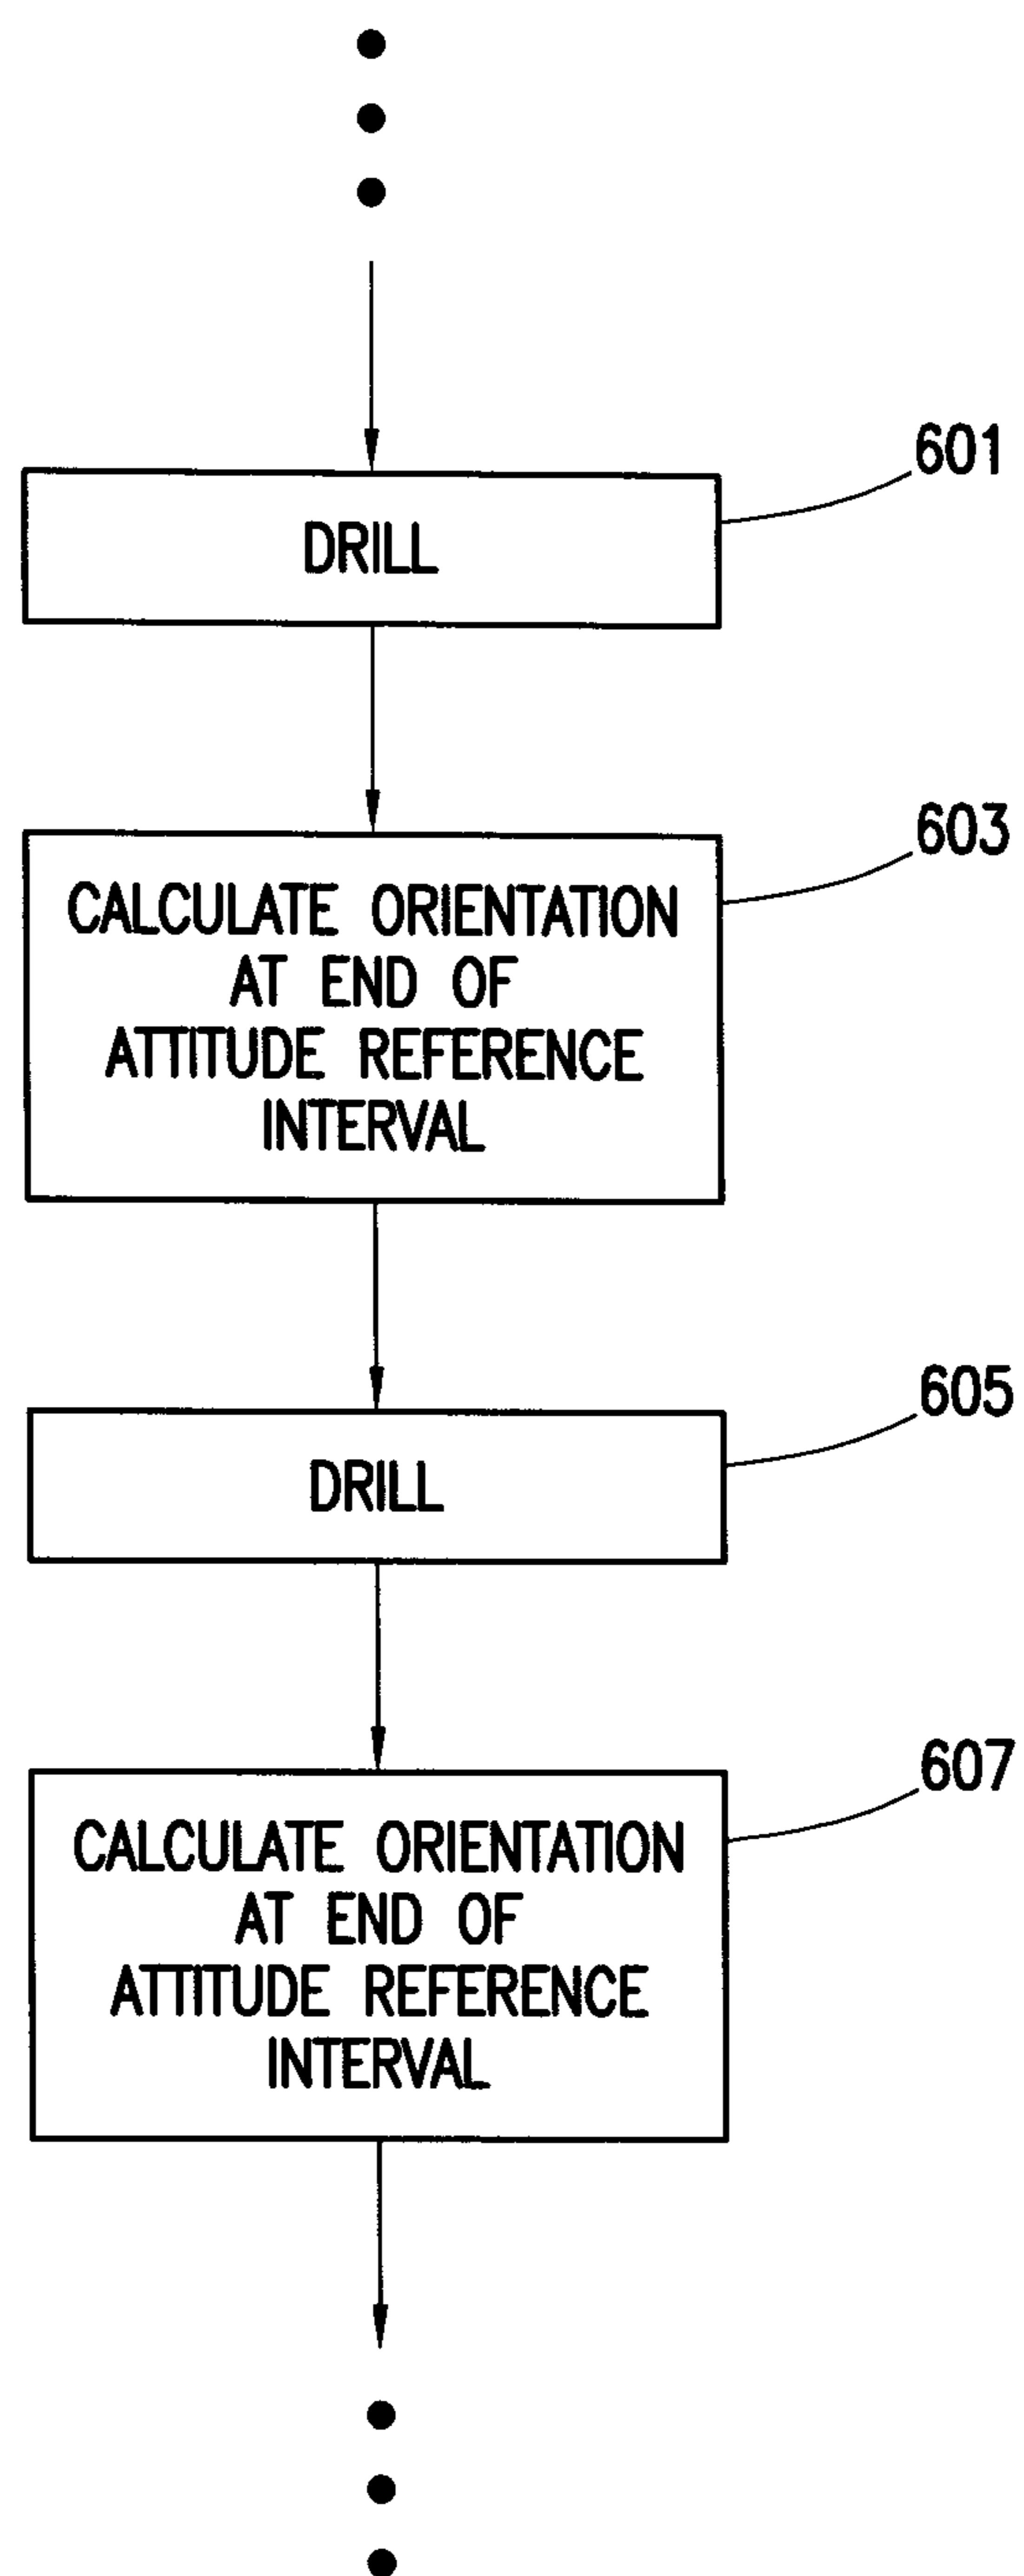 601
DRILL
603
CALCULATE ORIENTATION
AT END OF
ATTITUDE REFERENCE
INTERVAL
605
DRILL
607
CALCULATE ORIENTATION
AT END OF
ATTITUDE REFERENCE
INTERVAL